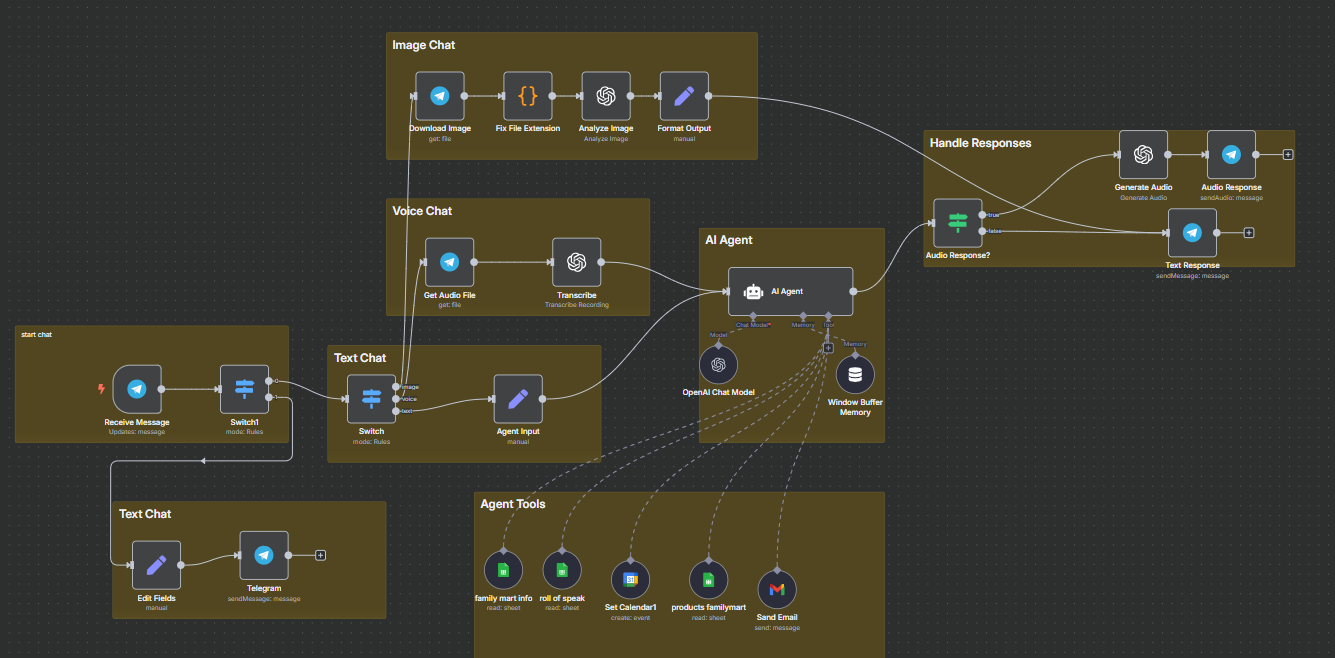 Image Chat
Download Image
get: file
Fix File Extension
Analyze Image
Analyze Image
Format Output
manual
Handle Responses
Generate Audio
Generate Audio
Audio Response
sendAudio: message
true
false
Audio Response?
Text Response
sendMessage: message
Voice Chat
Get Audio File
get: file
Transcribe
Transcribe Recording
AI Agent
AI Agent
Chat Model*
Memory
Tool
Model
Memory
OpenAI Chat Model
Window Buffer
Memory
start chat
Receive Message
Updates: message
0
1
Switch1
mode: Rules
Text Chat
image
voice
text
Switch
mode: Rules
Agent Input
manual
Text Chat
Edit Fields
manual
Telegram
sendMessage: message
Agent Tools
family mart info
read: sheet
roll of speak
read: sheet
Set Calendar1
create: event
products familymart
read: sheet
Sand Email
send: message